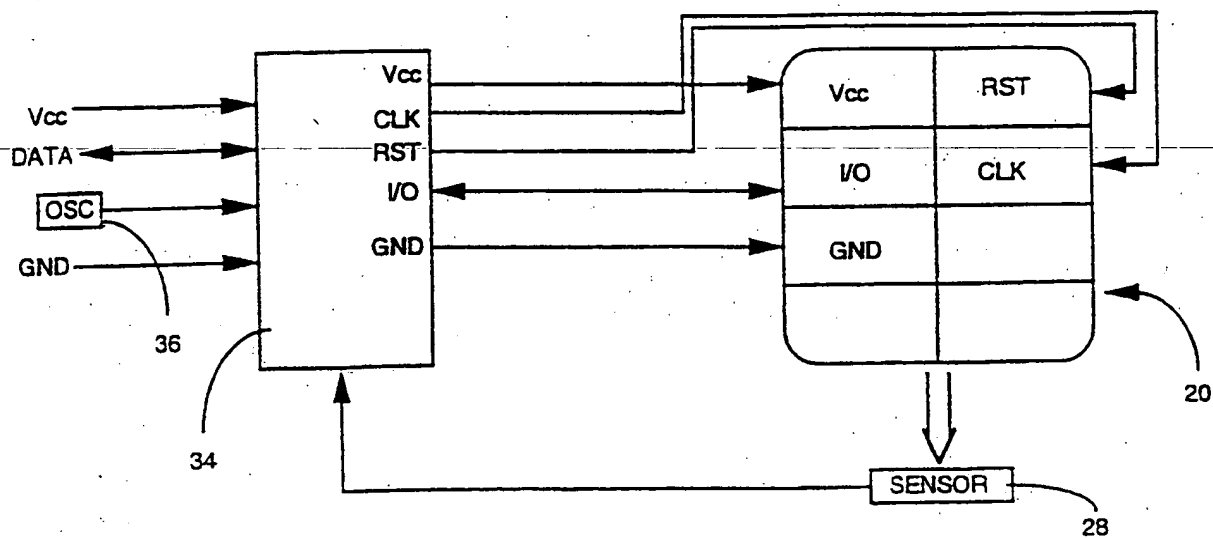 Vcc
DATA
OSC
GND
36
34
Vcc
CLK
RST
I/O
GND
Vcc
RST
I/O
CLK
GND
20
SENSOR
28